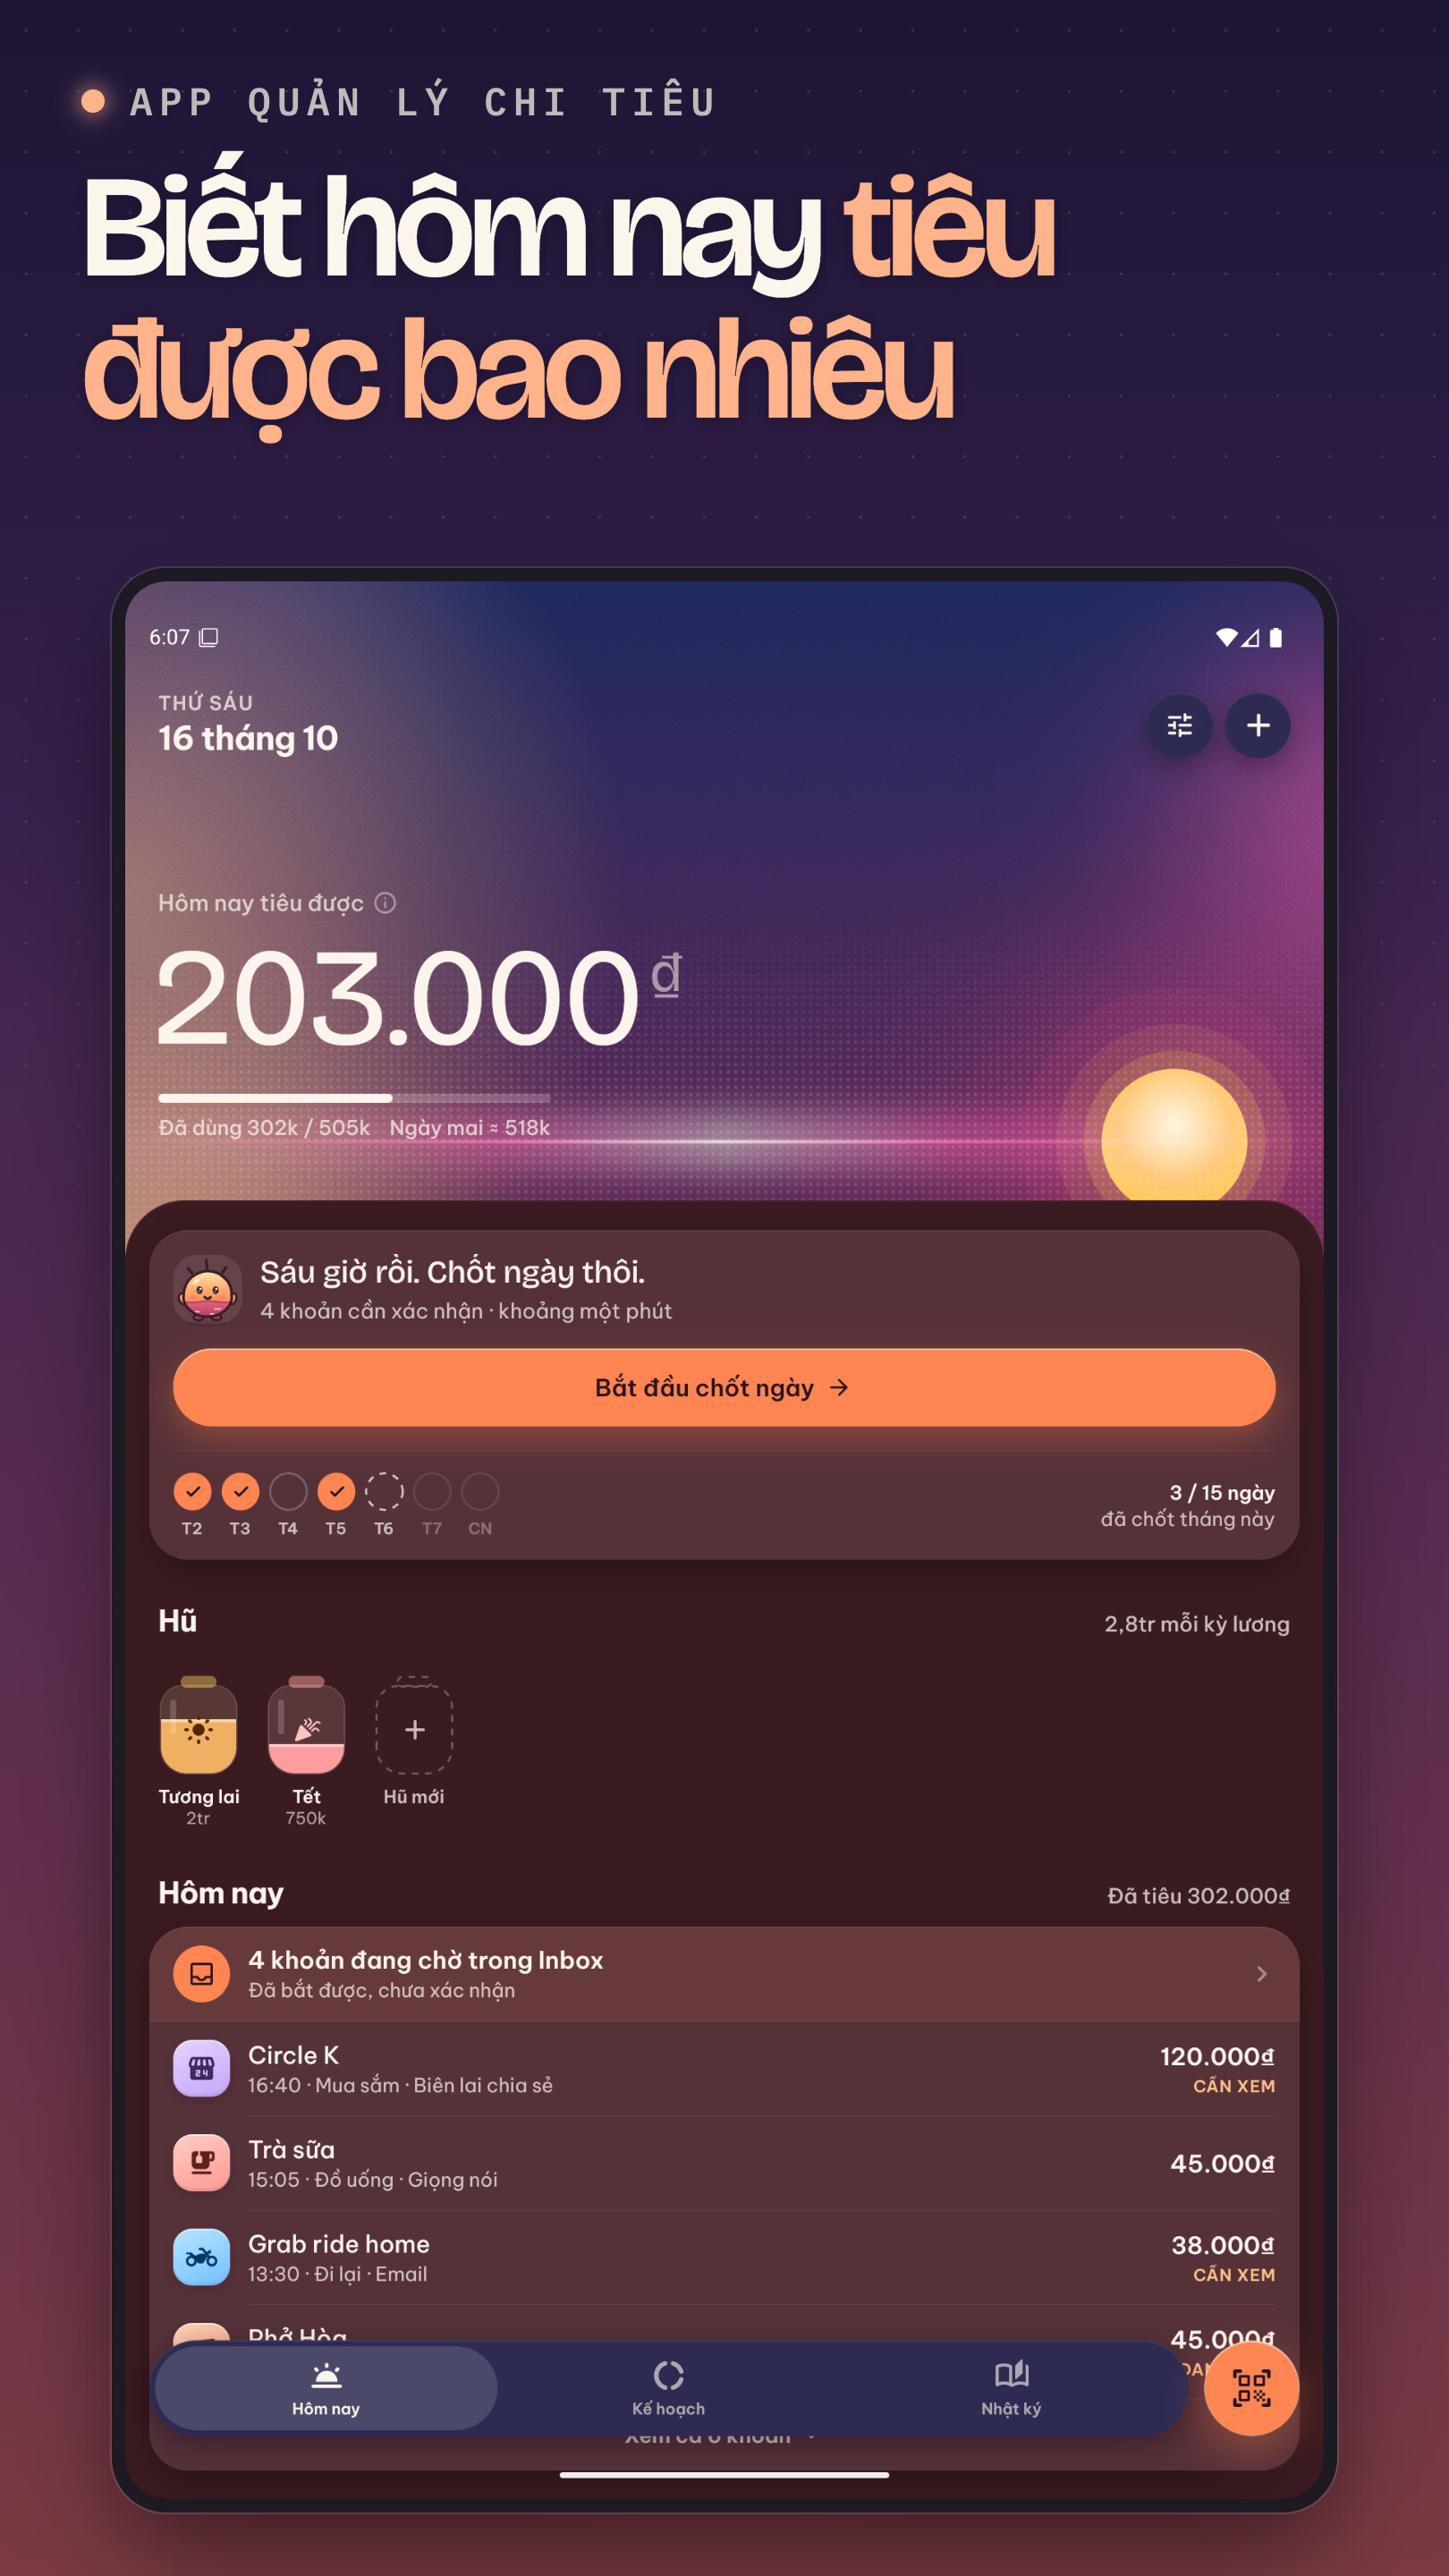 APP QUẢN LÝ CHI TIÊU
Biết hôm nay tiêu
được bao nhiêu
6:07
THỨ SÁU
16 tháng 10
Hôm nay tiêu được
203.000đ
Đã dùng 302k / 505k Ngày mai ≈ 518k
Sáu giờ rồi. Chốt ngày thôi.
4 khoản cần xác nhận · khoảng một phút
Bắt đầu chốt ngày →
T2 T3 T4 T5 T6 T7 CN
3 / 15 ngày
đã chốt tháng này
Hũ
2,8tr mỗi kỳ lương
Tương lai
2tr
Tết
750k
Hũ mới
Hôm nay
Đã tiêu 302.000₫
4 khoản đang chờ trong Inbox
Đã bắt được, chưa xác nhận
Circle K
120.000₫
16:40 · Mua sắm · Biên lai chia sẻ
CẦN XEM
Trà sữa
15:05 · Đồ uống · Giọng nói
45.000₫
Grab ride home
38.000₫
13:30 · Đi lại · Email
CẦN XEM
Phở Hòa
45.000₫
Hôm nay
Kế hoạch
Nhật ký